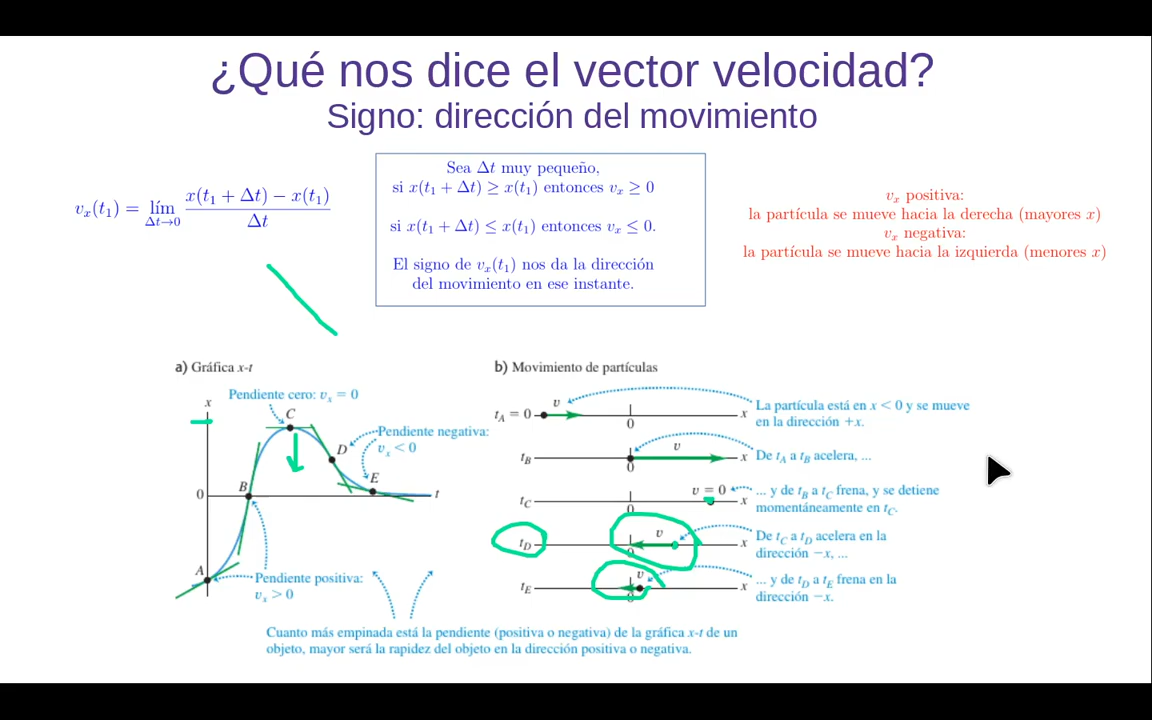 ¿Qué nos dice el vector velocidad?
Signo: dirección del movimiento
vₓ(t₁) = lím Δt→0 x(t₁ + Δt) − x(t₁) / Δt
Sea Δt muy pequeño,
si x(t₁ + Δt) ≥ x(t₁) entonces vₓ ≥ 0
si x(t₁ + Δt) ≤ x(t₁) entonces vₓ ≤ 0.
El signo de vₓ(t₁) nos da la dirección
del movimiento en ese instante.
vₓ positiva:
la partícula se mueve hacia la derecha (mayores x)
vₓ negativa:
la partícula se mueve hacia la izquierda (menores x)
a) Gráfica x-t
Pendiente cero: vₓ = 0
x
C
Pendiente negativa:
vₓ < 0
D
E
B
0
t
A
Pendiente positiva:
vₓ > 0
b) Movimiento de partículas
t_A = 0
v
0
x
La partícula está en x < 0 y se mueve
en la dirección +x.
t_B
v
0
x
De t_A a t_B acelera, ...
t_C
v = 0
0
x
... y de t_B a t_C frena, y se detiene
momentáneamente en t_C.
t_D
v
0
x
De t_C a t_D acelera en la
dirección −x, ...
t_E
v
0
x
... y de t_D a t_E frena en la
dirección −x.
Cuanto más empinada está la pendiente (positiva o negativa) de la gráfica x-t de un
objeto, mayor será la rapidez del objeto en la dirección positiva o negativa.